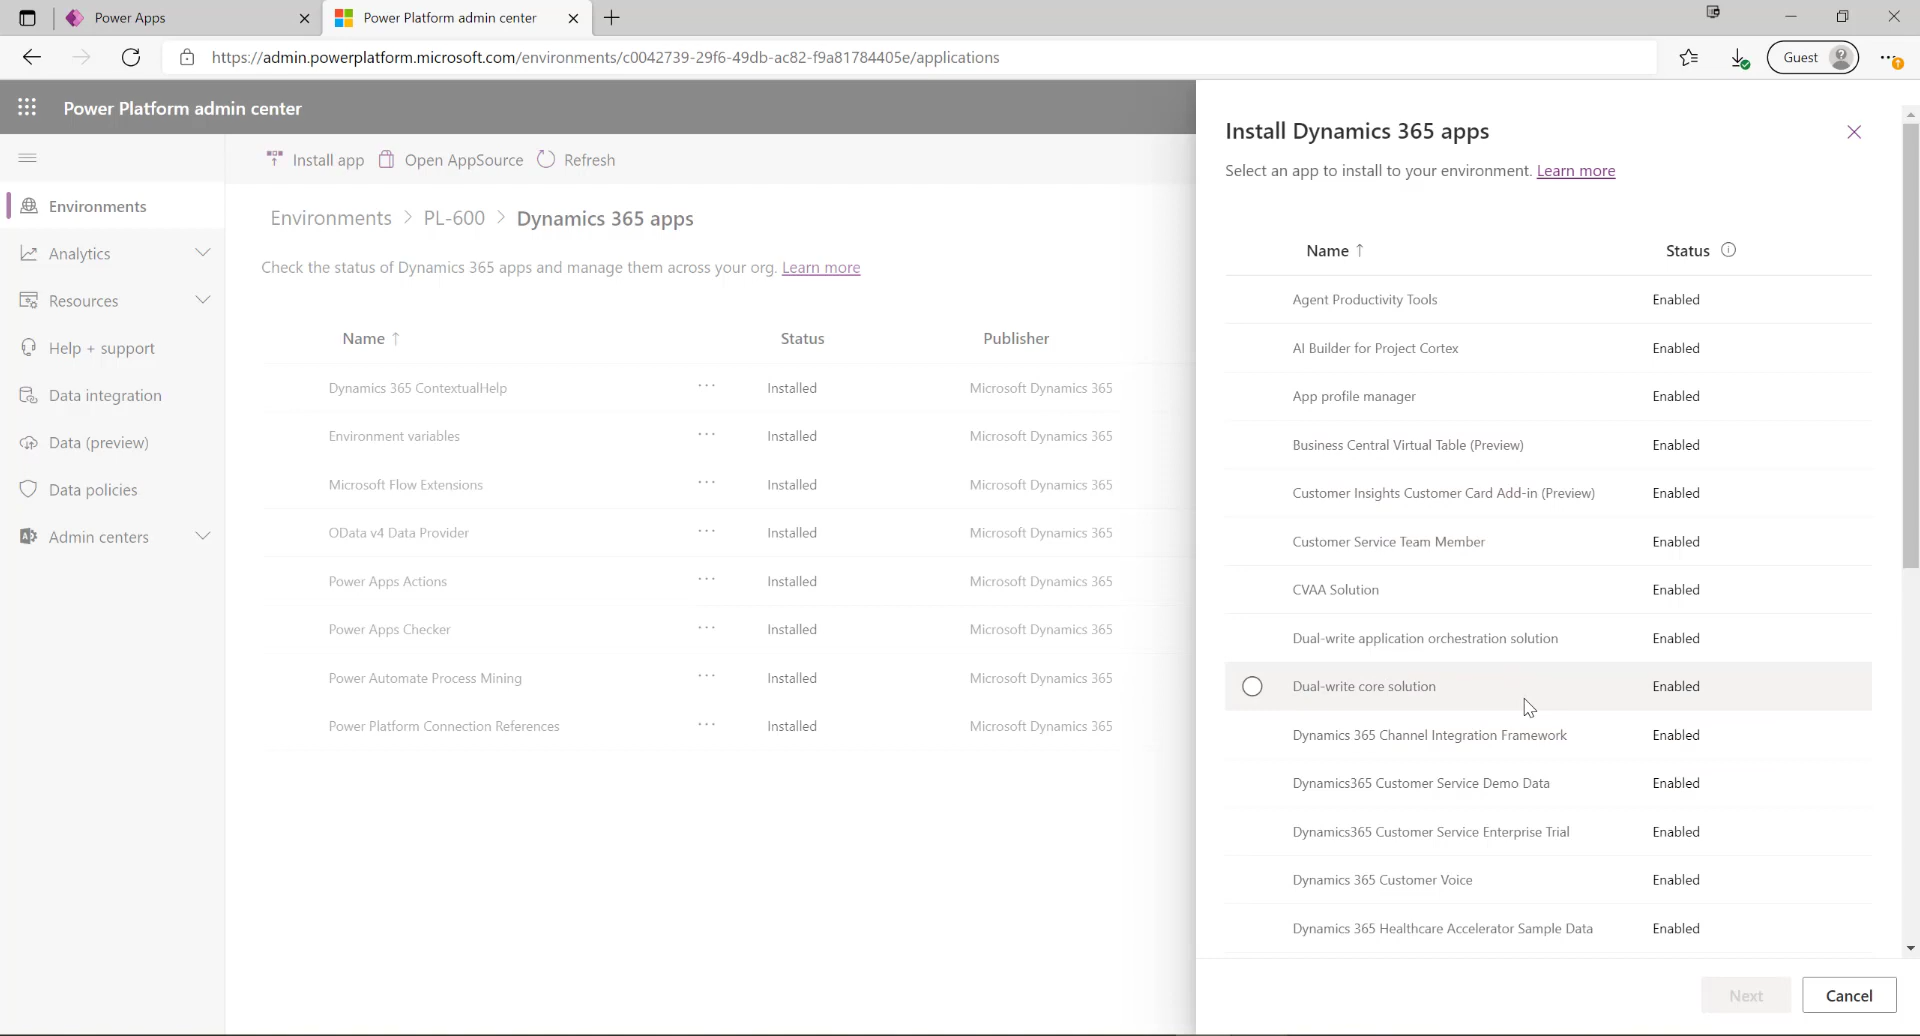 Power Apps
Power Platform admin center
https://admin.powerplatform.microsoft.com/environments/c0042739-29f6-49db-ac82-f9a81784405e/applications
Guest
Power Platform admin center
Environments
Analytics
Resources
Help + support
Data integration
Data (preview)
Data policies
Admin centers
Install app
Open AppSource
Refresh
Environments > PL-600 > Dynamics 365 apps
Check the status of Dynamics 365 apps and manage them across your org. Learn more
Name ↑ Status Publisher
Dynamics 365 ContextualHelp ... Installed Microsoft Dynamics 365
Environment variables ... Installed Microsoft Dynamics 365
Microsoft Flow Extensions ... Installed Microsoft Dynamics 365
OData v4 Data Provider ... Installed Microsoft Dynamics 365
Power Apps Actions ... Installed Microsoft Dynamics 365
Power Apps Checker ... Installed Microsoft Dynamics 365
Power Automate Process Mining ... Installed Microsoft Dynamics 365
Power Platform Connection References ... Installed Microsoft Dynamics 365
Install Dynamics 365 apps
Select an app to install to your environment. Learn more
Name ↑ Status
Agent Productivity Tools Enabled
AI Builder for Project Cortex Enabled
App profile manager Enabled
Business Central Virtual Table (Preview) Enabled
Customer Insights Customer Card Add-in (Preview) Enabled
Customer Service Team Member Enabled
CVAA Solution Enabled
Dual-write application orchestration solution Enabled
Dual-write core solution Enabled
Dynamics 365 Channel Integration Framework Enabled
Dynamics365 Customer Service Demo Data Enabled
Dynamics365 Customer Service Enterprise Trial Enabled
Dynamics 365 Customer Voice Enabled
Dynamics 365 Healthcare Accelerator Sample Data Enabled
Next
Cancel